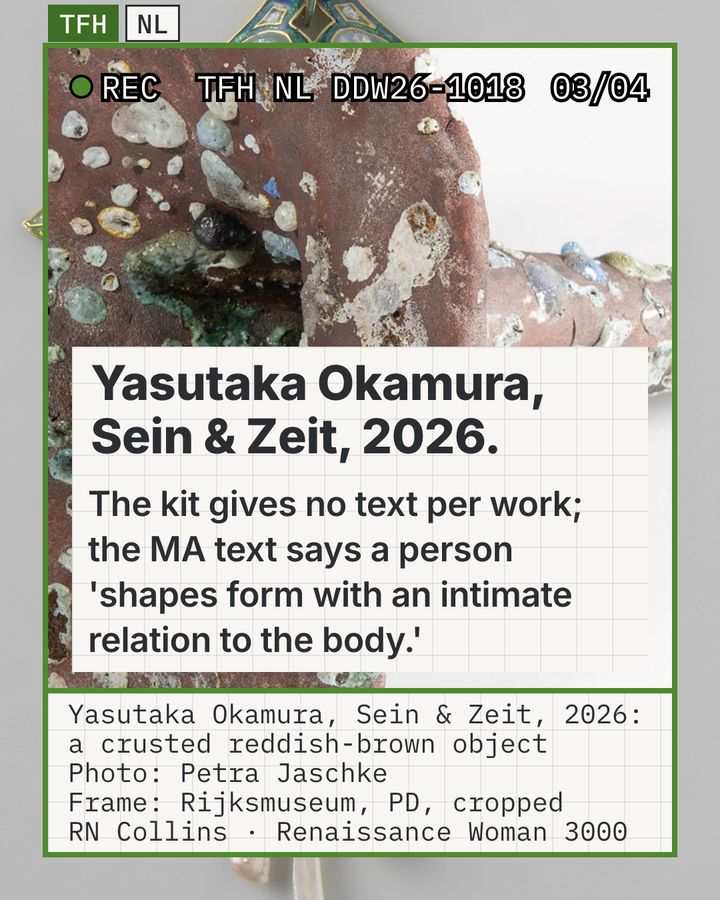 TFH NL
REC TFH NL DDW26-1018 03/04
Yasutaka Okamura,
Sein & Zeit, 2026.
The kit gives no text per work;
the MA text says a person
'shapes form with an intimate
relation to the body.'
Yasutaka Okamura, Sein & Zeit, 2026:
a crusted reddish-brown object
Photo: Petra Jaschke
Frame: Rijksmuseum, PD, cropped
RN Collins · Renaissance Woman 3000